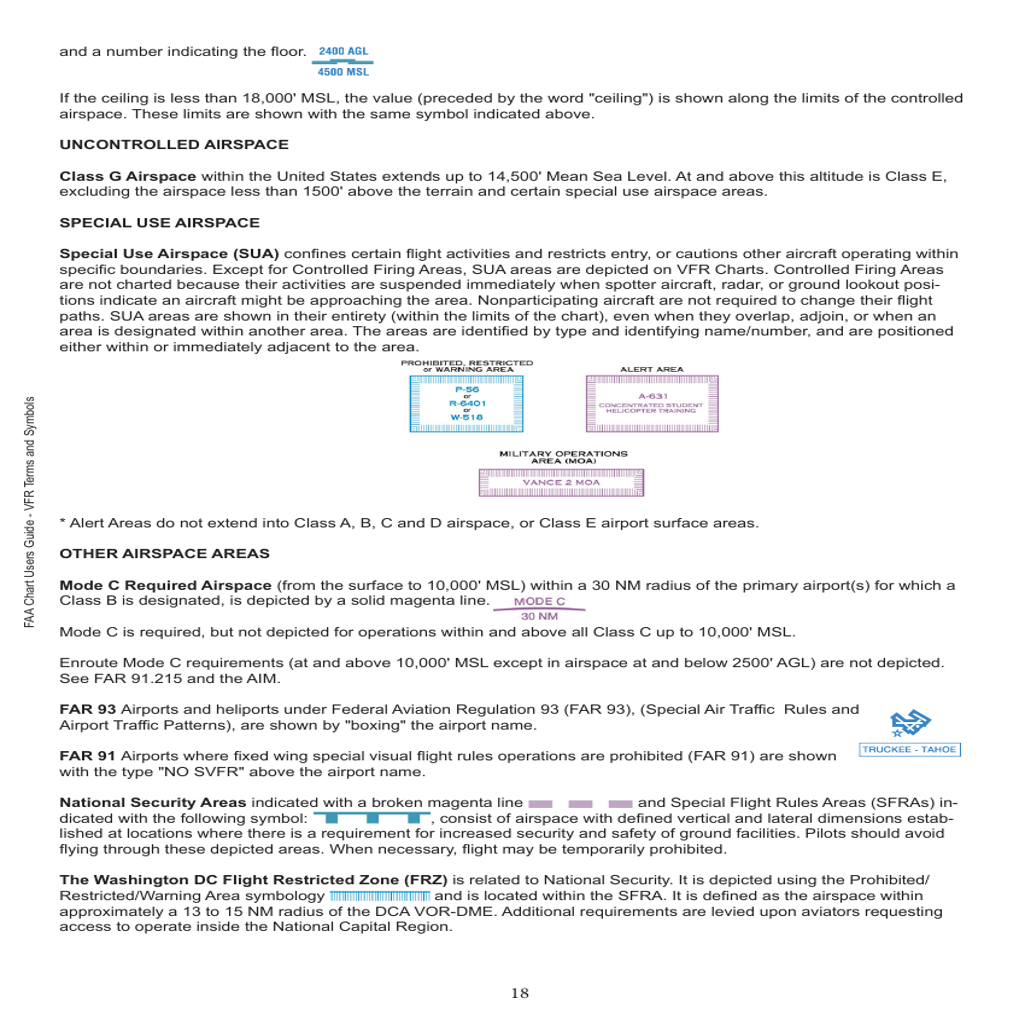 and a number indicating the floor. 2400 AGL
4500 MSL
If the ceiling is less than 18,000' MSL, the value (preceded by the word "ceiling") is shown along the limits of the controlled
airspace. These limits are shown with the same symbol indicated above.
UNCONTROLLED AIRSPACE
Class G Airspace within the United States extends up to 14,500' Mean Sea Level. At and above this altitude is Class E,
excluding the airspace less than 1500' above the terrain and certain special use airspace areas.
SPECIAL USE AIRSPACE
Special Use Airspace (SUA) confines certain flight activities and restricts entry, or cautions other aircraft operating within
specific boundaries. Except for Controlled Firing Areas, SUA areas are depicted on VFR Charts. Controlled Firing Areas
are not charted because their activities are suspended immediately when spotter aircraft, radar, or ground lookout posi-
tions indicate an aircraft might be approaching the area. Nonparticipating aircraft are not required to change their flight
paths. SUA areas are shown in their entirety (within the limits of the chart), even when they overlap, adjoin, or when an
area is designated within another area. The areas are identified by type and identifying name/number, and are positioned
either within or immediately adjacent to the area.
PROHIBITED, RESTRICTED
or WARNING AREA
P-56
or
R-6401
or
W-518
ALERT AREA
A-631
CONCENTRATED STUDENT
HELICOPTER TRAINING
MILITARY OPERATIONS
AREA (MOA)
VANCE 2 MOA
* Alert Areas do not extend into Class A, B, C and D airspace, or Class E airport surface areas.
OTHER AIRSPACE AREAS
Mode C Required Airspace (from the surface to 10,000' MSL) within a 30 NM radius of the primary airport(s) for which a
Class B is designated, is depicted by a solid magenta line. MODE C
30 NM
Mode C is required, but not depicted for operations within and above all Class C up to 10,000' MSL.
Enroute Mode C requirements (at and above 10,000' MSL except in airspace at and below 2500' AGL) are not depicted.
See FAR 91.215 and the AIM.
FAR 93 Airports and heliports under Federal Aviation Regulation 93 (FAR 93), (Special Air Traffic Rules and
Airport Traffic Patterns), are shown by "boxing" the airport name.
TRUCKEE - TAHOE
FAR 91 Airports where fixed wing special visual flight rules operations are prohibited (FAR 91) are shown
with the type "NO SVFR" above the airport name.
National Security Areas indicated with a broken magenta line and Special Flight Rules Areas (SFRAs) in-
dicated with the following symbol: , consist of airspace with defined vertical and lateral dimensions estab-
lished at locations where there is a requirement for increased security and safety of ground facilities. Pilots should avoid
flying through these depicted areas. When necessary, flight may be temporarily prohibited.
The Washington DC Flight Restricted Zone (FRZ) is related to National Security. It is depicted using the Prohibited/
Restricted/Warning Area symbology and is located within the SFRA. It is defined as the airspace within
approximately a 13 to 15 NM radius of the DCA VOR-DME. Additional requirements are levied upon aviators requesting
access to operate inside the National Capital Region.
FAA Chart Users Guide - VFR Terms and Symbols
18